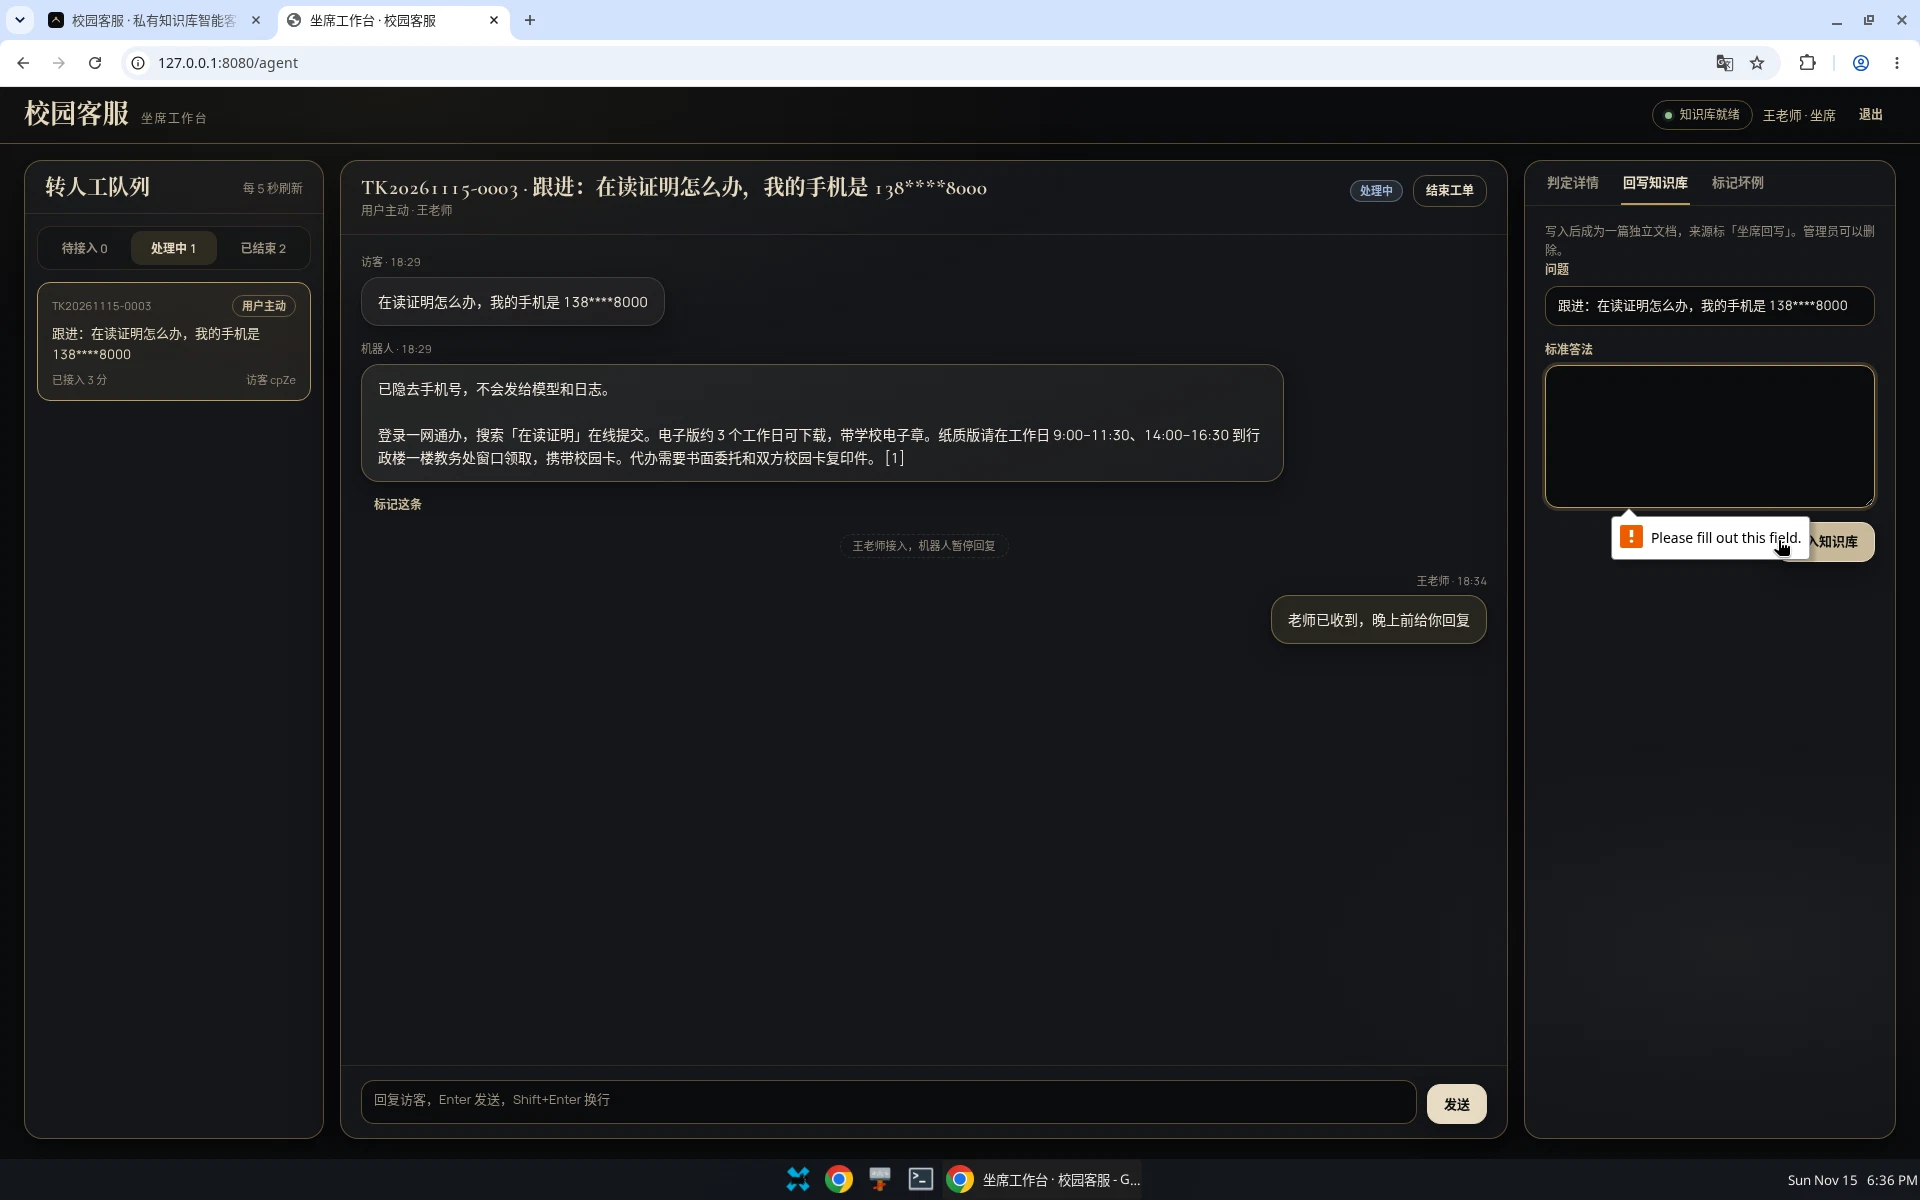 校园客服 · 私有知识库智能客
坐席工作台 · 校园客服
127.0.0.1:8080/agent
校园客服 坐席工作台
知识库就绪
王老师 · 坐席
退出
转人工队列
每 5 秒刷新
待接入 0
处理中 1
已结束 2
TK20261115-0003
用户主动
跟进：在读证明怎么办，我的手机是
138****8000
已接入 3 分
访客 cpZe
TK20261115-0003 · 跟进：在读证明怎么办，我的手机是 138****8000
用户主动 · 王老师
处理中
结束工单
访客 · 18:29
在读证明怎么办，我的手机是 138****8000
机器人 · 18:29
已隐去手机号，不会发给模型和日志。
登录一网通办，搜索「在读证明」在线提交。电子版约 3 个工作日可下载，带学校电子章。纸质版请在工作日 9:00–11:30、14:00–16:30 到行
政楼一楼教务处窗口领取，携带校园卡。代办需要书面委托和双方校园卡复印件。 [1]
标记这条
王老师接入，机器人暂停回复
王老师 · 18:34
老师已收到，晚上前给你回复
回复访客，Enter 发送，Shift+Enter 换行
发送
判定详情
回写知识库
标记坏例
写入后成为一篇独立文档，来源标「坐席回写」。管理员可以删
除。
问题
跟进：在读证明怎么办，我的手机是 138****8000
标准答法
Please fill out this field.
入知识库
坐席工作台 · 校园客服 - G...
Sun Nov 15 6:36 PM